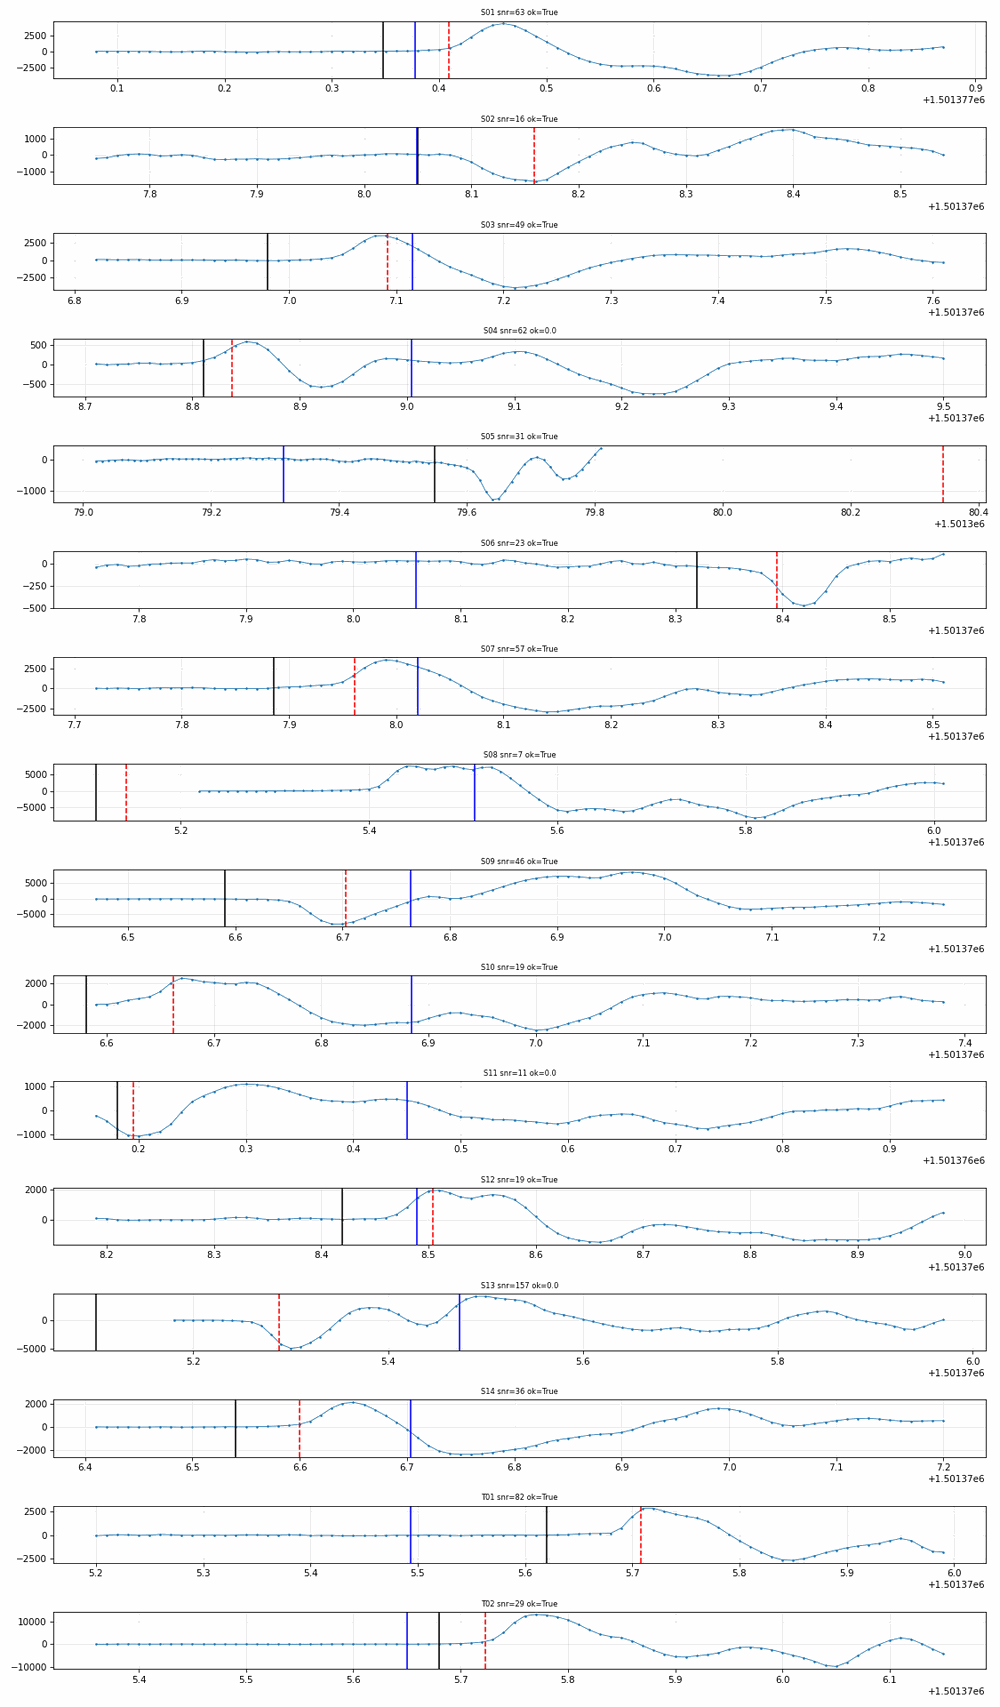 S01 snr=63 ok=True
2500
0
−2500
0.1 0.2 0.3 0.4 0.5 0.6 0.7 0.8 0.9
+1.501377e6
S02 snr=16 ok=True
1000
0
−1000
7.8 7.9 8.0 8.1 8.2 8.3 8.4 8.5
+1.50137e6
S03 snr=49 ok=True
2500
0
−2500
6.8 6.9 7.0 7.1 7.2 7.3 7.4 7.5 7.6
+1.50137e6
S04 snr=62 ok=0.0
500
0
−500
8.7 8.8 8.9 9.0 9.1 9.2 9.3 9.4 9.5
+1.50137e6
S05 snr=31 ok=True
0
−1000
79.0 79.2 79.4 79.6 79.8 80.0 80.2 80.4
+1.5013e6
S06 snr=23 ok=True
0
−250
−500
7.8 7.9 8.0 8.1 8.2 8.3 8.4 8.5
+1.50137e6
S07 snr=57 ok=True
2500
0
−2500
7.7 7.8 7.9 8.0 8.1 8.2 8.3 8.4 8.5
+1.50137e6
S08 snr=7 ok=True
5000
0
−5000
5.2 5.4 5.6 5.8 6.0
+1.50137e6
S09 snr=46 ok=True
5000
0
−5000
6.5 6.6 6.7 6.8 6.9 7.0 7.1 7.2
+1.50137e6
S10 snr=19 ok=True
2000
0
−2000
6.6 6.7 6.8 6.9 7.0 7.1 7.2 7.3 7.4
+1.50137e6
S11 snr=11 ok=0.0
1000
0
−1000
0.2 0.3 0.4 0.5 0.6 0.7 0.8 0.9
+1.501376e6
S12 snr=19 ok=True
2000
0
8.2 8.3 8.4 8.5 8.6 8.7 8.8 8.9 9.0
+1.50137e6
S13 snr=157 ok=0.0
0
−5000
5.2 5.4 5.6 5.8 6.0
+1.50137e6
S14 snr=36 ok=True
2000
0
−2000
6.4 6.5 6.6 6.7 6.8 6.9 7.0 7.1 7.2
+1.50137e6
T01 snr=82 ok=True
2500
0
−2500
5.2 5.3 5.4 5.5 5.6 5.7 5.8 5.9 6.0
+1.50137e6
T02 snr=29 ok=True
10000
0
−10000
5.4 5.5 5.6 5.7 5.8 5.9 6.0 6.1
+1.50137e6